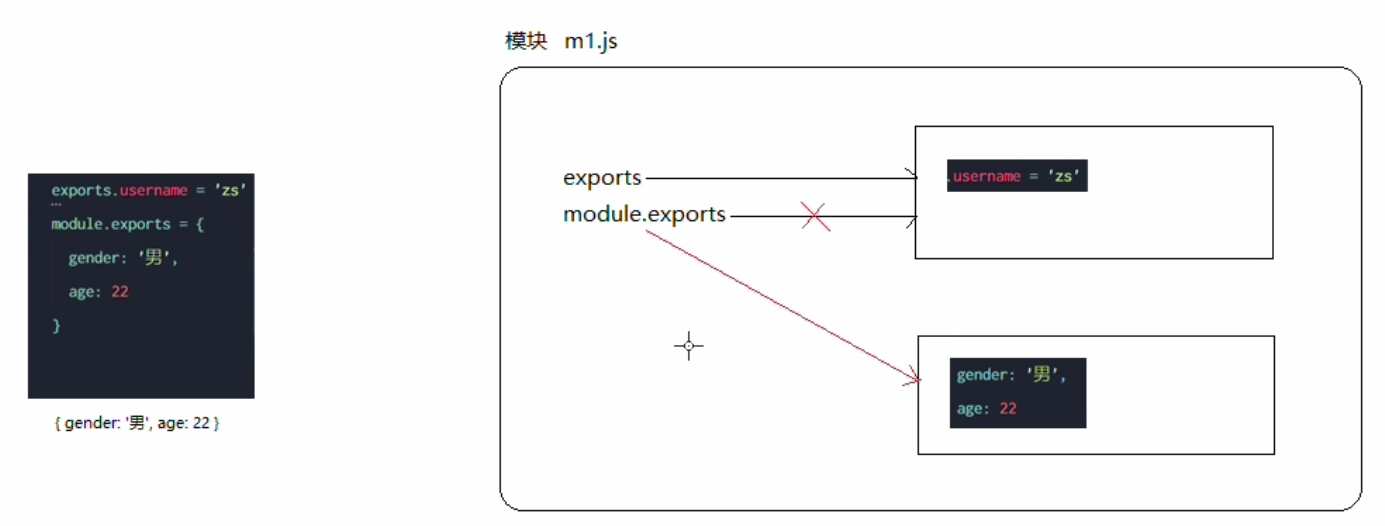 模块 m1.js
exports.username = 'zs'
...
module.exports = {
gender: '男',
age: 22
}
{ gender: '男', age: 22 }
exports
module.exports
.username = 'zs'
gender: '男',
age: 22